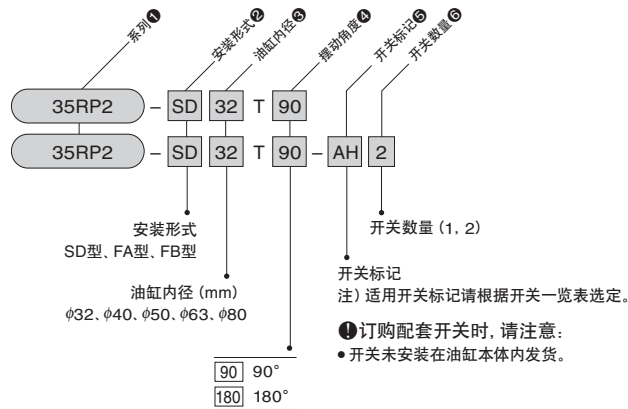 系列❶
安装形式❷
油缸内径❸
摆动角度❹
开关标记❺
开关数量❻
35RP2 – SD 32 T 90
35RP2 – SD 32 T 90 – AH 2
安装形式
SD型、FA型、FB型
开关数量（1，2）
油缸内径（mm）
φ32、φ40、φ50、φ63、φ80
开关标记
注）适用开关标记请根据开关一览表选定。
❗订购配套开关时，请注意：
• 开关未安装在油缸本体内发货。
90 90°
180 180°